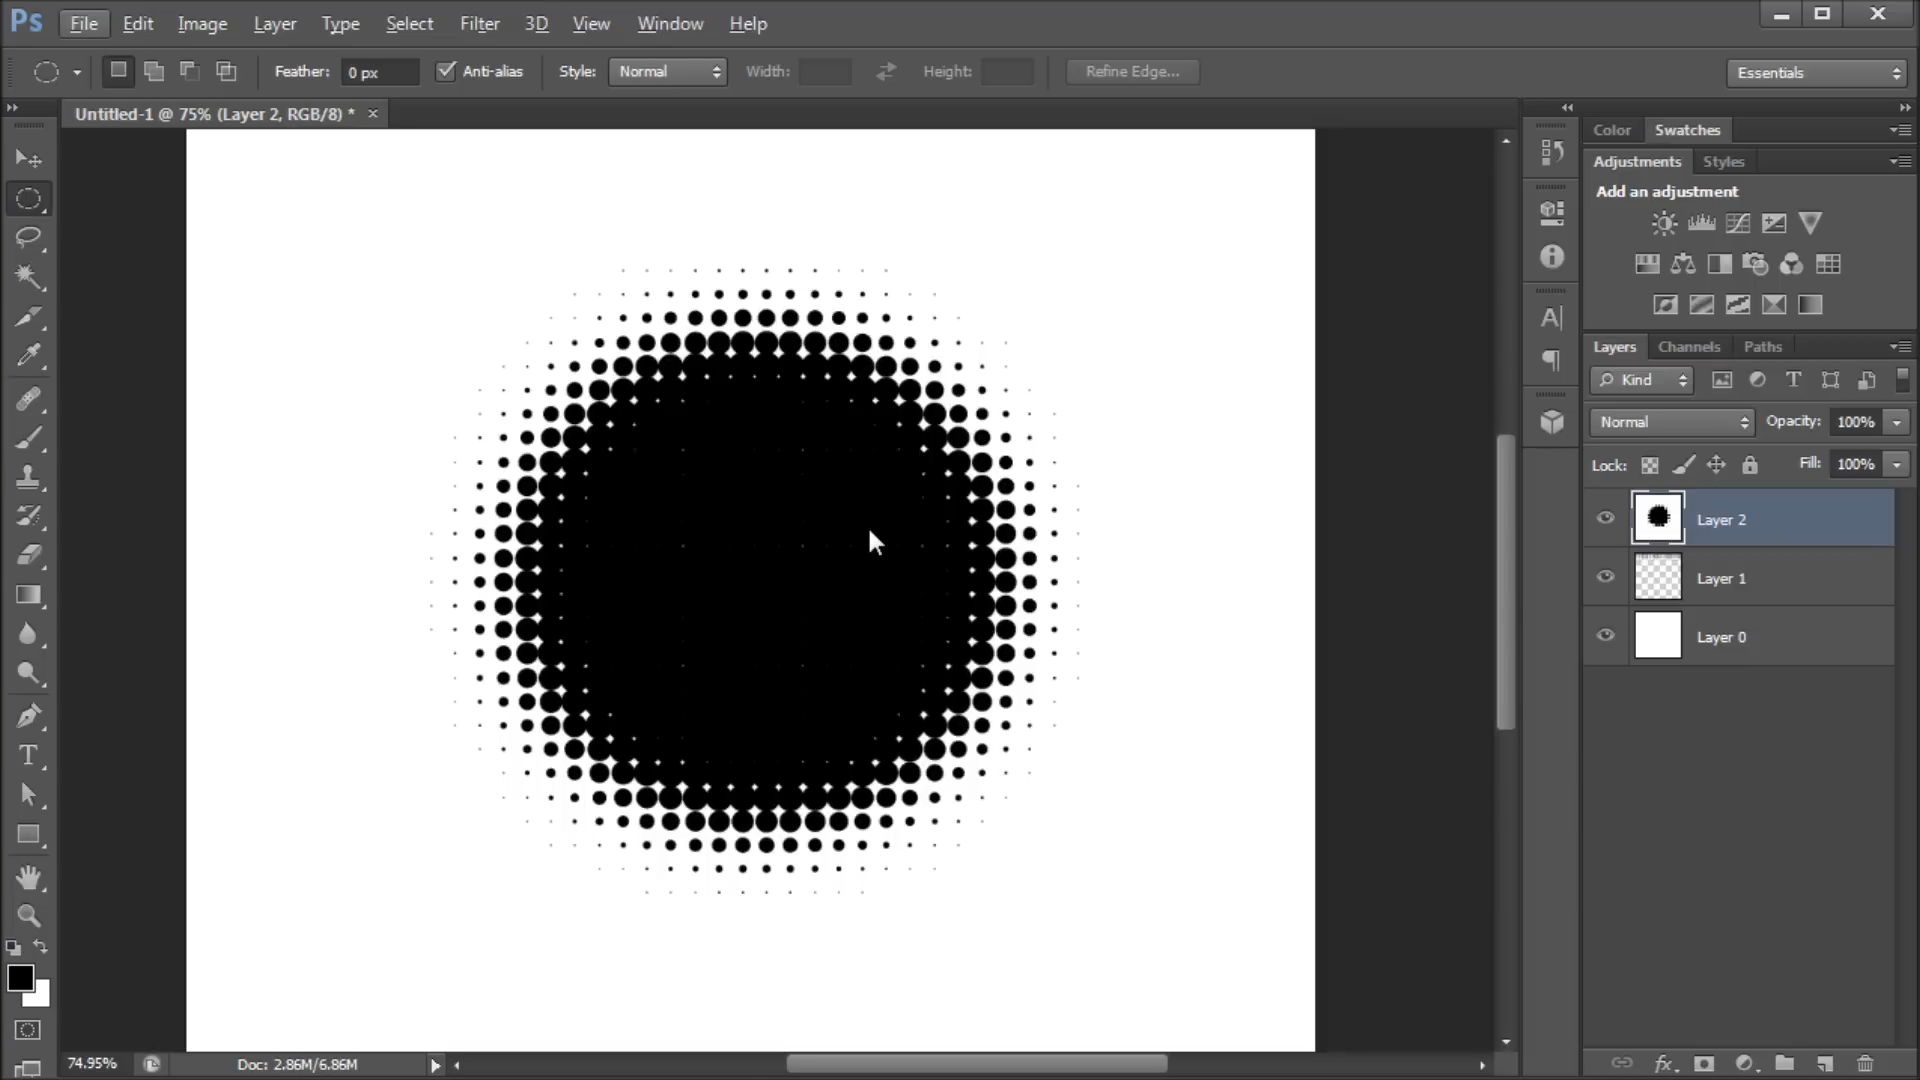 Ps File Edit Image Layer Type Select Filter 3D View Window Help
Feather: 0 px Anti-alias Style: Normal Width: Height: Refine Edge... Essentials
Untitled-1 @ 75% (Layer 2, RGB/8) * ×
Color Swatches
Adjustments Styles
Add an adjustment
Layers Channels Paths
Kind
Normal Opacity: 100%
Lock: Fill: 100%
Layer 2
Layer 1
Layer 0
74.95% Doc: 2.86M/6.86M